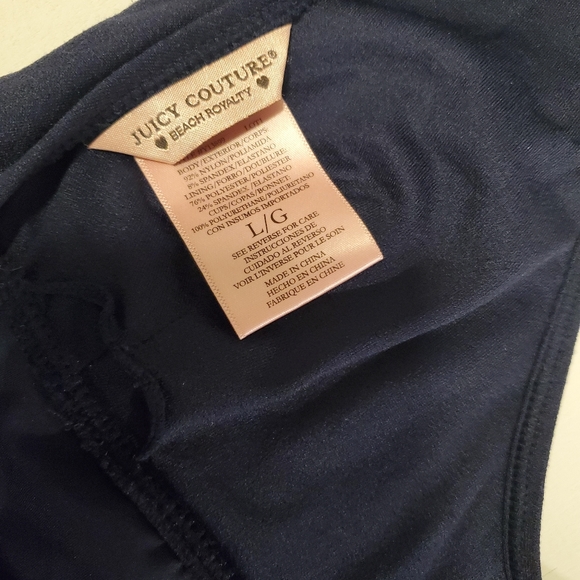 JUICY COUTURE®
♥ BEACH ROYALTY ♥
BODY/EXTERIOR/CORPS:
92% NYLON/POLIAMIDA
8% SPANDEX/ELASTANO
LINING/FORRO/DOUBLURE:
76% POLYESTER/POLIESTER
24% SPANDEX/ELASTANO
CUPS/COPAS/BONNET:
100% POLYURETHANE/POLIURETANO
CON INSUMOS IMPORTADOS
L/G
SEE REVERSE FOR CARE
INSTRUCCIONES DE
CUIDADO AL REVERSO
VOIR L'INVERSE POUR LE SOIN
MADE IN CHINA
HECHO EN CHINA
FABRIQUE EN CHINE